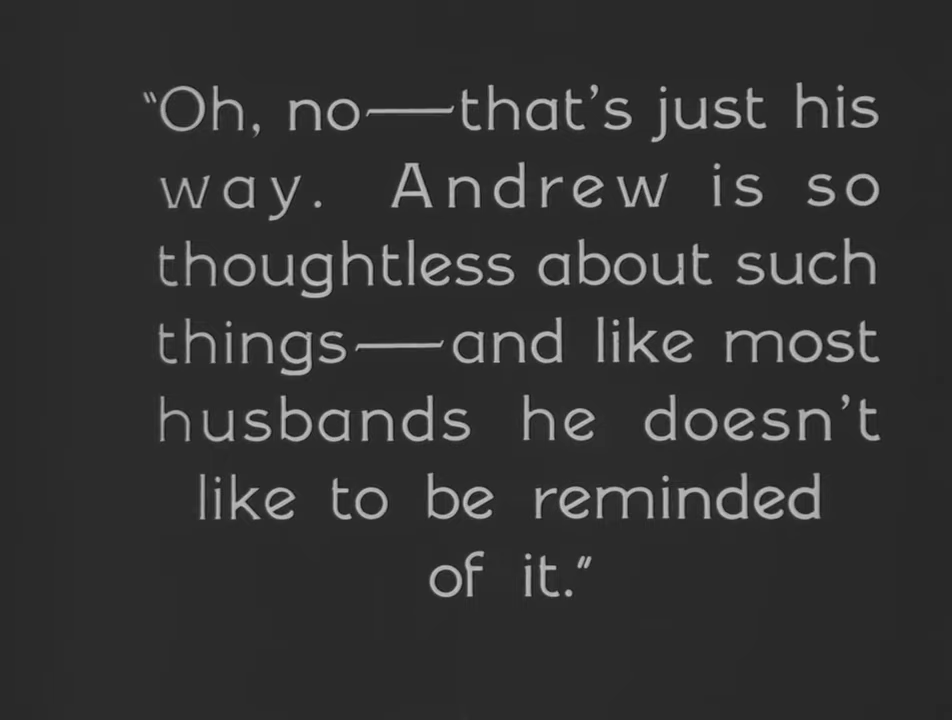 “Oh, no—that’s just his
way. Andrew is so
thoughtless about such
things—and like most
husbands he doesn’t
like to be reminded
of it.”